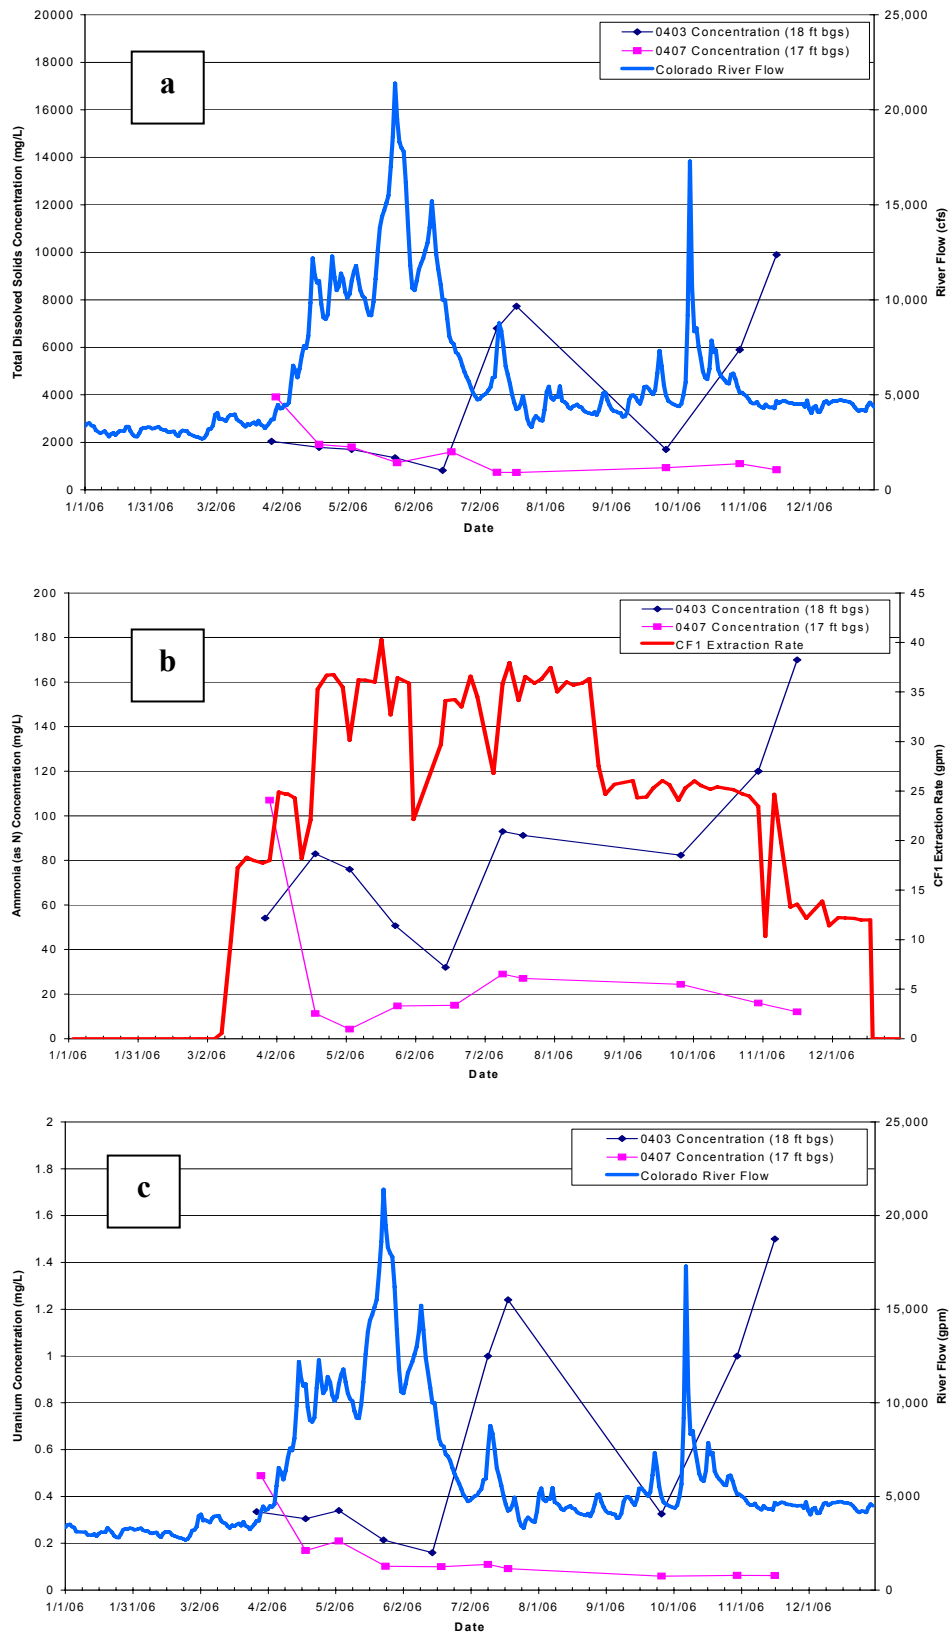 20000
18000
16000
14000
12000
10000
8000
6000
4000
2000
0
Total Dissolved Solids Concentration (mg/L)
a
0403 Concentration (18 ft bgs)
0407 Concentration (17 ft bgs)
Colorado River Flow
25,000
20,000
15,000
10,000
5,000
0
River Flow (cfs)
1/1/06 1/31/06 3/2/06 4/2/06 5/2/06 6/2/06 7/2/06 8/1/06 9/1/06 10/1/06 11/1/06 12/1/06
Date
200
180
160
140
120
100
80
60
40
20
0
Ammonia (as N) Concentration (mg/L)
b
0403 Concentration (18 ft bgs)
0407 Concentration (17 ft bgs)
CF1 Extraction Rate
45
40
35
30
25
20
15
10
5
0
CF1 Extraction Rate (gpm)
1/1/06 1/31/06 3/2/06 4/2/06 5/2/06 6/2/06 7/2/06 8/1/06 9/1/06 10/1/06 11/1/06 12/1/06
Date
2
1.8
1.6
1.4
1.2
1
0.8
0.6
0.4
0.2
0
Uranium Concentration (mg/L)
c
0403 Concentration (18 ft bgs)
0407 Concentration (17 ft bgs)
Colorado River Flow
25,000
20,000
15,000
10,000
5,000
0
River Flow (gpm)
1/1/06 1/31/06 3/2/06 4/2/06 5/2/06 6/2/06 7/2/06 8/1/06 9/1/06 10/1/06 11/1/06 12/1/06
Date